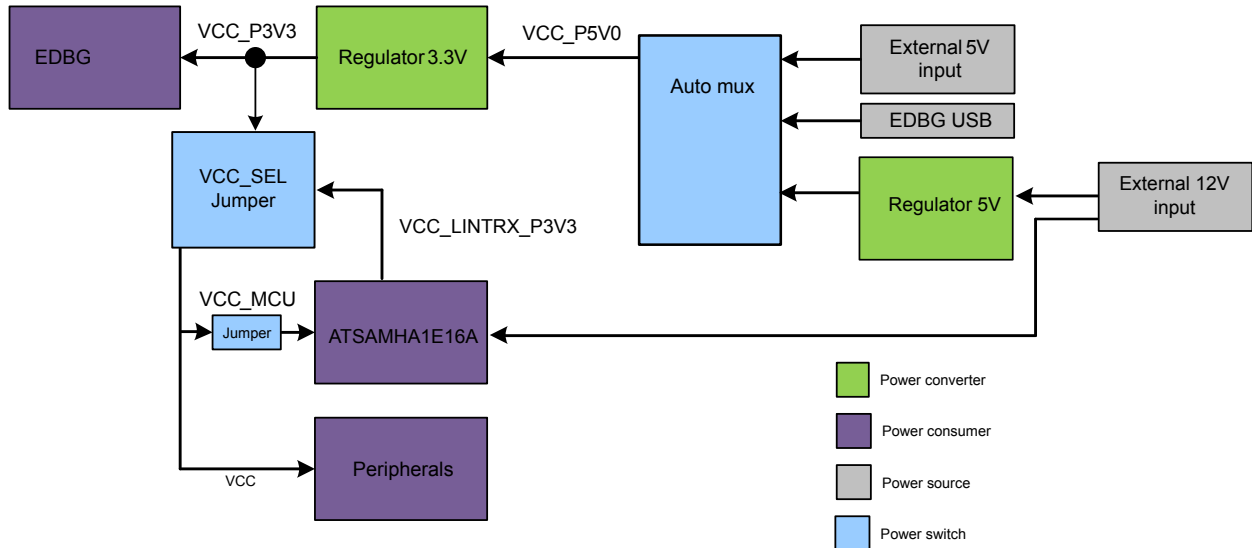 VCC_P3V3
VCC_P5V0
EDBG
Regulator 3.3V
Auto mux
External 5V
input
EDBG USB
VCC_SEL
Jumper
Regulator 5V
External 12V
input
VCC_LINTRX_P3V3
VCC_MCU
Jumper
ATSAMHA1E16A
Peripherals
VCC
Power converter
Power consumer
Power source
Power switch